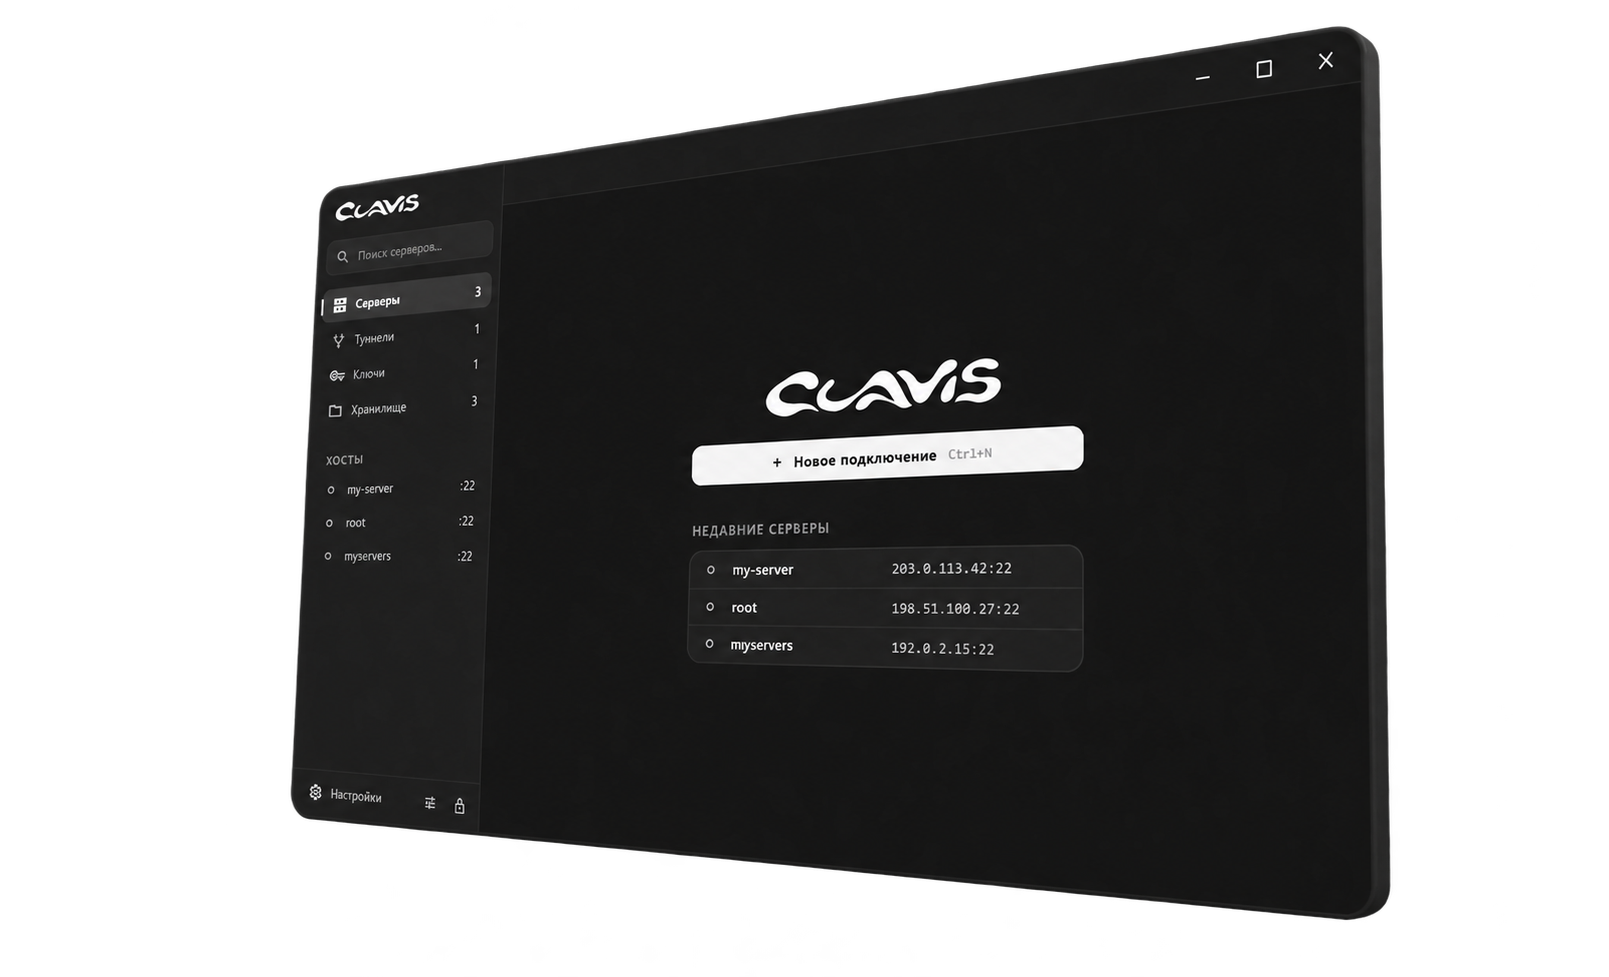 CLAVIS
Поиск серверов...
Серверы 3
Туннели 1
Ключи 1
Хранилище 3
ХОСТЫ
my-server :22
root :22
myservers :22
Настройки
CLAVIS
+ Новое подключение Ctrl+N
НЕДАВНИЕ СЕРВЕРЫ
my-server 203.0.113.42:22
root 198.51.100.27:22
myservers 192.0.2.15:22